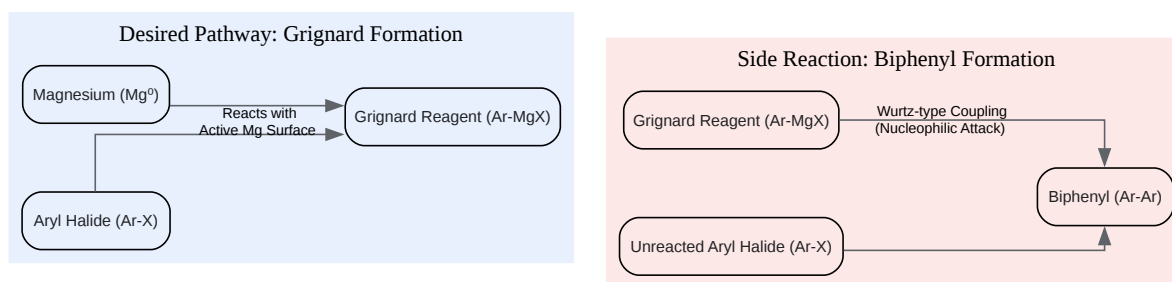 Desired Pathway: Grignard Formation
Magnesium (Mg⁰)
Reacts with
Active Mg Surface
Grignard Reagent (Ar-MgX)
Aryl Halide (Ar-X)
Side Reaction: Biphenyl Formation
Grignard Reagent (Ar-MgX)
Wurtz-type Coupling
(Nucleophilic Attack)
Biphenyl (Ar-Ar)
Unreacted Aryl Halide (Ar-X)